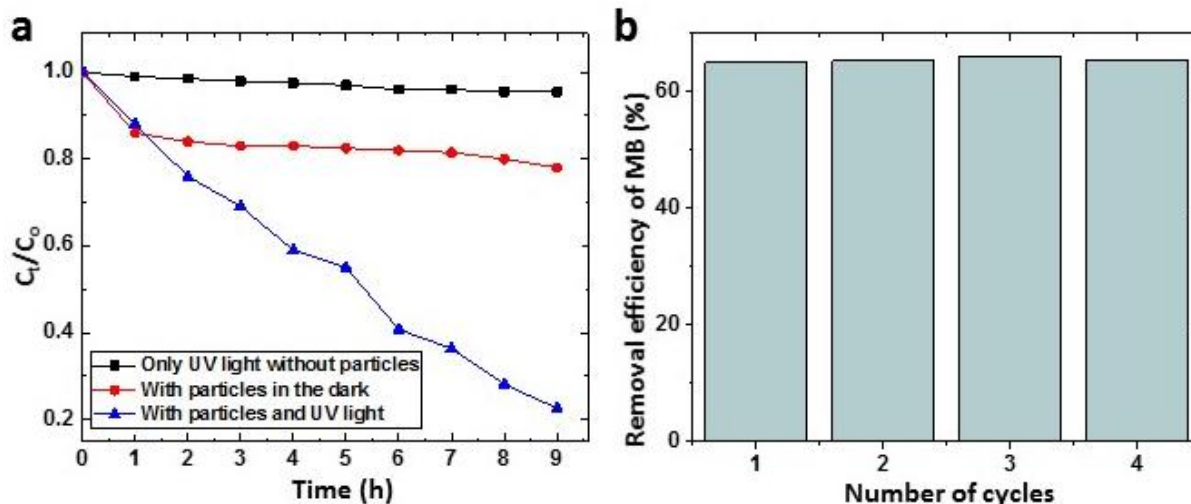 a
1.0
0.8
0.6
0.4
0.2
Ct/Co
Only UV light without particles
With particles in the dark
With particles and UV light
0 1 2 3 4 5 6 7 8 9
Time (h)
b
60
40
20
0
Removal efficiency of MB (%)
1 2 3 4
Number of cycles